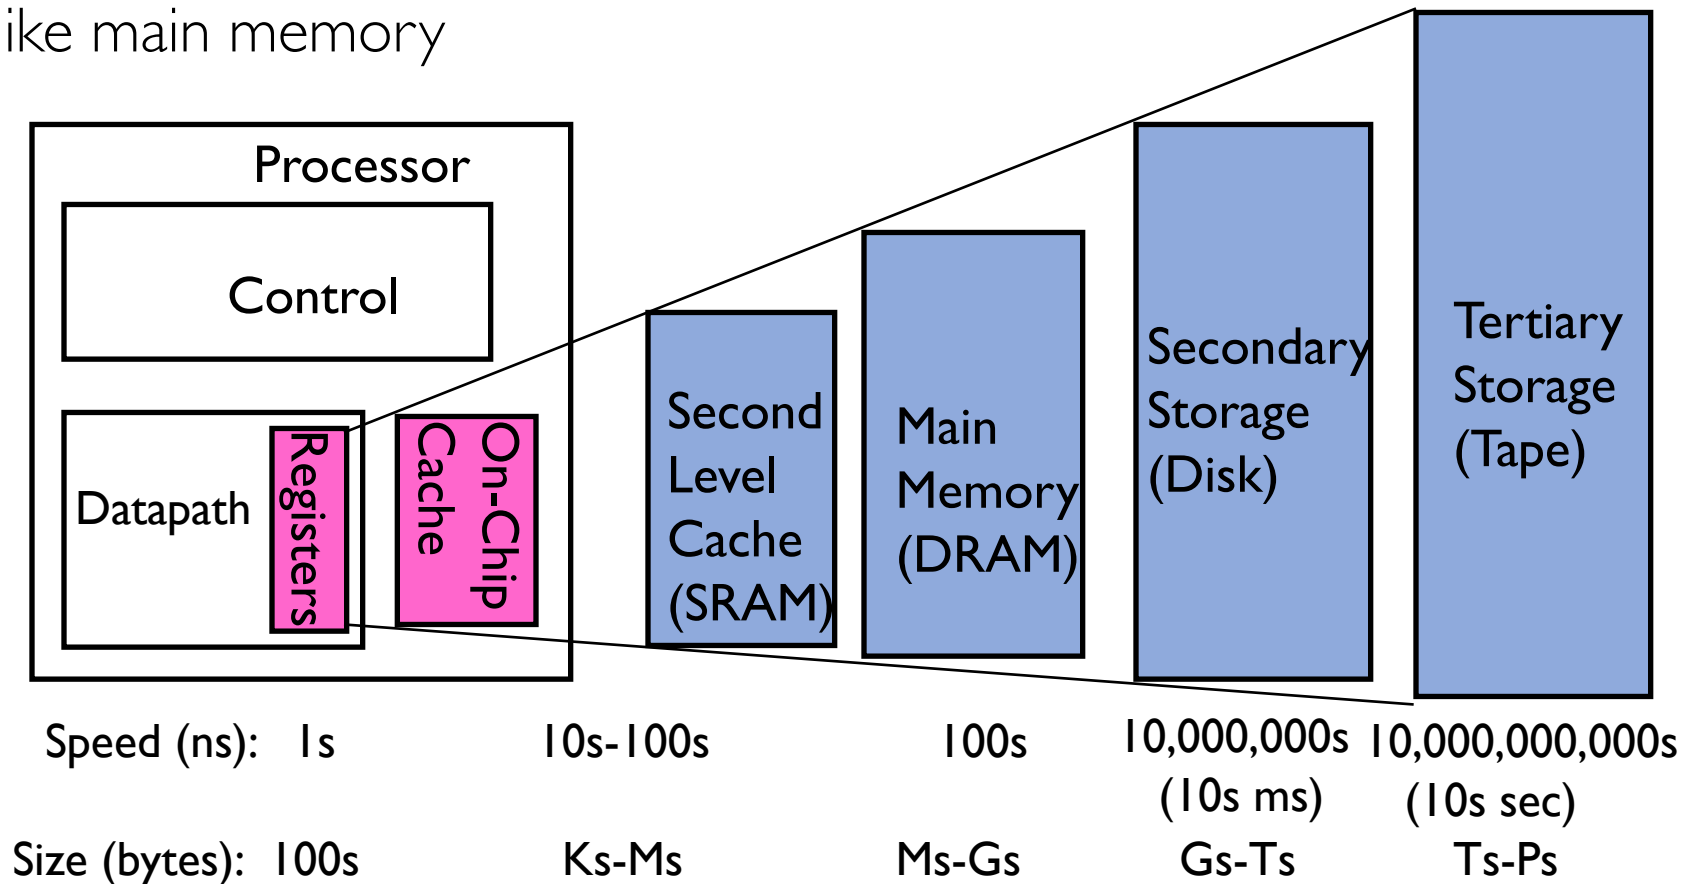 ike main memory
Processor
Control
Datapath
Registers
On-Chip
Cache
Second
Level
Cache
(SRAM)
Main
Memory
(DRAM)
Secondary
Storage
(Disk)
Tertiary
Storage
(Tape)
Speed (ns): 1s 10s-100s 100s 10,000,000s 10,000,000,000s
(10s ms) (10s sec)
Size (bytes): 100s Ks-Ms Ms-Gs Gs-Ts Ts-Ps